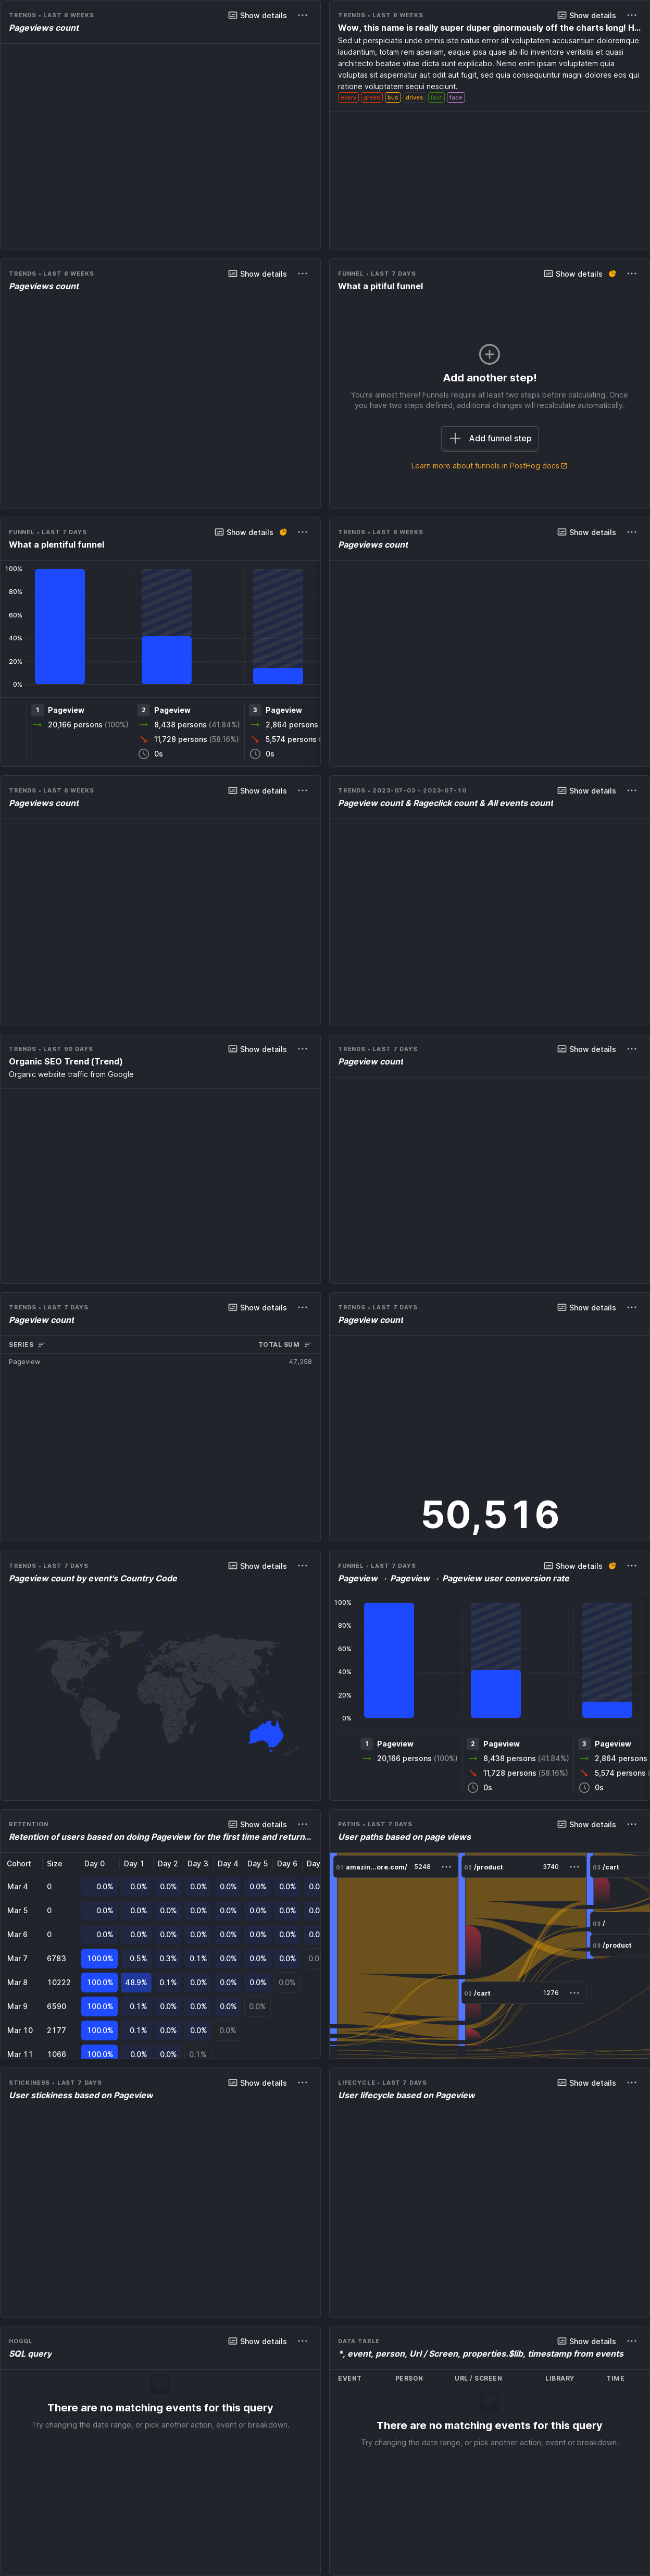 TRENDS • LAST 8 WEEKS
Show details
Pageviews count
TRENDS • LAST 8 WEEKS
Show details
Wow, this name is really super duper ginormously off the charts long! H...
Sed ut perspiciatis unde omnis iste natus error sit voluptatem accusantium doloremque
laudantium, totam rem aperiam, eaque ipsa quae ab illo inventore veritatis et quasi
architecto beatae vitae dicta sunt explicabo. Nemo enim ipsam voluptatem quia
voluptas sit aspernatur aut odit aut fugit, sed quia consequuntur magni dolores eos qui
ratione voluptatem sequi nesciunt.
every green bus drives fast face
TRENDS • LAST 8 WEEKS
Show details
Pageviews count
FUNNEL • LAST 7 DAYS
Show details
What a pitiful funnel
Add another step!
You're almost there! Funnels require at least two steps before calculating. Once
you have two steps defined, additional changes will recalculate automatically.
Add funnel step
Learn more about funnels in PostHog docs
FUNNEL • LAST 7 DAYS
Show details
What a plentiful funnel
100%
80%
60%
40%
20%
0%
1 Pageview
20,166 persons (100%)
2 Pageview
8,438 persons (41.84%)
11,728 persons (58.16%)
0s
3 Pageview
2,864 persons
5,574 persons (
0s
TRENDS • LAST 8 WEEKS
Show details
Pageviews count
TRENDS • LAST 8 WEEKS
Show details
Pageviews count
TRENDS • 2023-07-03 - 2023-07-10
Show details
Pageview count & Rageclick count & All events count
TRENDS • LAST 90 DAYS
Show details
Organic SEO Trend (Trend)
Organic website traffic from Google
TRENDS • LAST 7 DAYS
Show details
Pageview count
TRENDS • LAST 7 DAYS
Show details
Pageview count
SERIES TOTAL SUM
Pageview 47,258
TRENDS • LAST 7 DAYS
Show details
Pageview count
50,516
TRENDS • LAST 7 DAYS
Show details
Pageview count by event's Country Code
FUNNEL • LAST 7 DAYS
Show details
Pageview → Pageview → Pageview user conversion rate
100%
80%
60%
40%
20%
0%
1 Pageview
20,166 persons (100%)
2 Pageview
8,438 persons (41.84%)
11,728 persons (58.16%)
0s
3 Pageview
2,864 persons
5,574 persons (
0s
RETENTION
Show details
Retention of users based on doing Pageview for the first time and return...
Cohort Size Day 0 Day 1 Day 2 Day 3 Day 4 Day 5 Day 6 Day
Mar 4 0 0.0% 0.0% 0.0% 0.0% 0.0% 0.0% 0.0% 0.0
Mar 5 0 0.0% 0.0% 0.0% 0.0% 0.0% 0.0% 0.0% 0.0
Mar 6 0 0.0% 0.0% 0.0% 0.0% 0.0% 0.0% 0.0% 0.0
Mar 7 6783 100.0% 0.5% 0.3% 0.1% 0.0% 0.0% 0.0% 0.0
Mar 8 10222 100.0% 48.9% 0.1% 0.0% 0.0% 0.0% 0.0%
Mar 9 6590 100.0% 0.1% 0.0% 0.0% 0.0% 0.0%
Mar 10 2177 100.0% 0.1% 0.0% 0.0% 0.0%
Mar 11 1066 100.0% 0.0% 0.0% 0.1%
PATHS • LAST 7 DAYS
Show details
User paths based on page views
01 amazin...ore.com/ 5248
02 /product 3740
03 /cart
03 /
03 /product
02 /cart 1276
STICKINESS • LAST 7 DAYS
Show details
User stickiness based on Pageview
LIFECYCLE • LAST 7 DAYS
Show details
User lifecycle based on Pageview
HOGQL
Show details
SQL query
There are no matching events for this query
Try changing the date range, or pick another action, event or breakdown.
DATA TABLE
Show details
*, event, person, Url / Screen, properties.$lib, timestamp from events
EVENT PERSON URL / SCREEN LIBRARY TIME
There are no matching events for this query
Try changing the date range, or pick another action, event or breakdown.